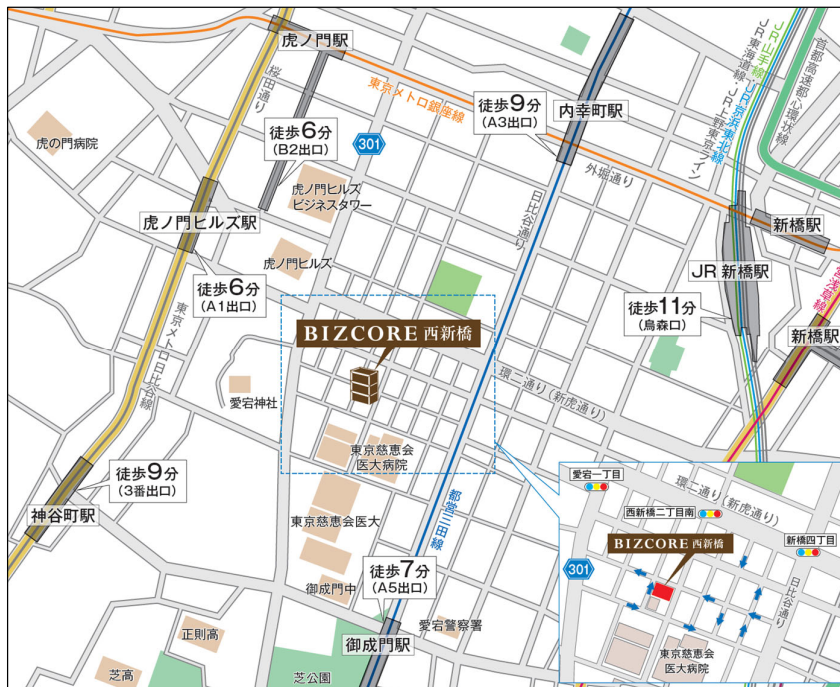 虎ノ門駅
桜田通り
東京メトロ銀座線
虎の門病院
徒歩6分
(B2出口)
301
徒歩9分
(A3出口)
内幸町駅
JR山手線
JR京浜東北線
JR東海道線・JR上野東京ライン
首都高速都心環状線
外堀通り
虎ノ門ヒルズ
ビジネスタワー
日比谷通り
虎ノ門ヒルズ駅
新橋駅
虎ノ門ヒルズ
JR 新橋駅
徒歩6分
(A1出口)
徒歩11分
(烏森口)
新橋駅
東京メトロ日比谷線
BIZCORE 西新橋
環二通り(新虎通り)
愛宕神社
東京慈恵会
医大病院
徒歩9分
(3番出口)
神谷町駅
都営三田線
東京慈恵会医大
御成門中
徒歩7分
(A5出口)
愛宕警察署
御成門駅
正則高
芝高
芝公園
愛宕一丁目
環二通り(新虎通り)
西新橋二丁目南
新橋四丁目
BIZCORE 西新橋
301
日比谷通り
東京慈恵会
医大病院